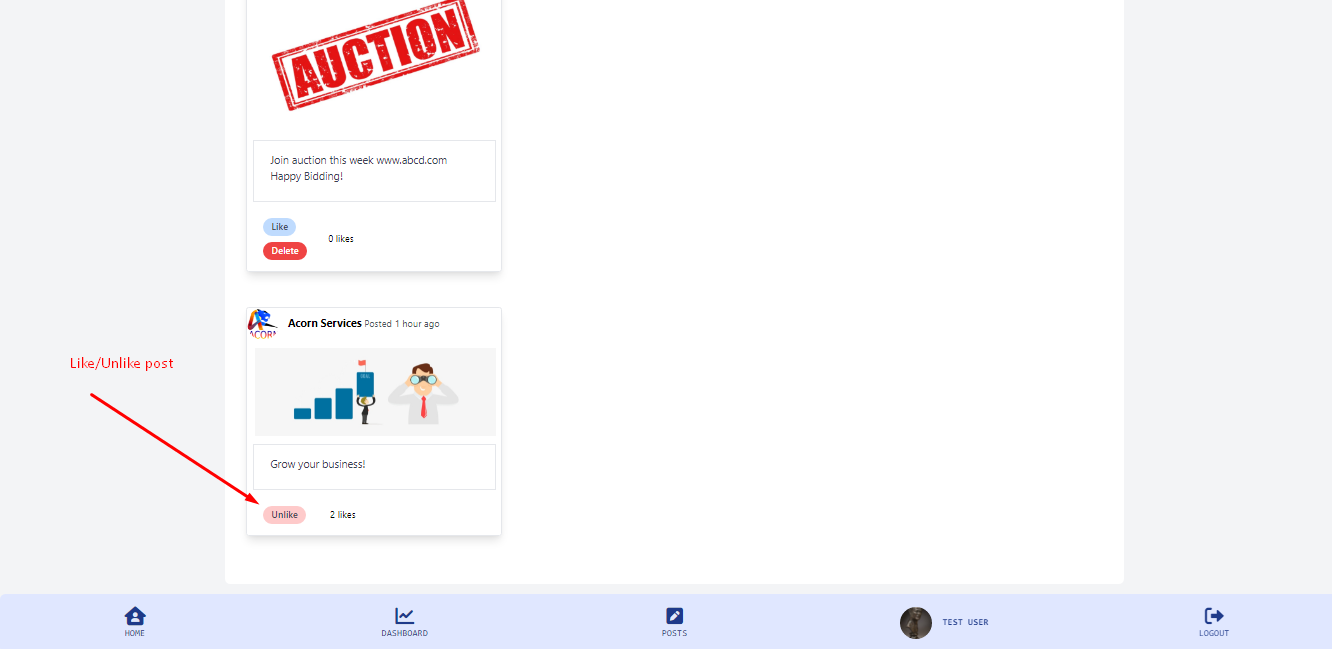 AUCTION
Join auction this week www.abcd.com
Happy Bidding!
Like
0 likes
Delete
ACORN
Acorn Services Posted 1 hour ago
Like/Unlike post
Grow your business!
Unlike
2 likes
HOME
DASHBOARD
POSTS
TEST USER
LOGOUT